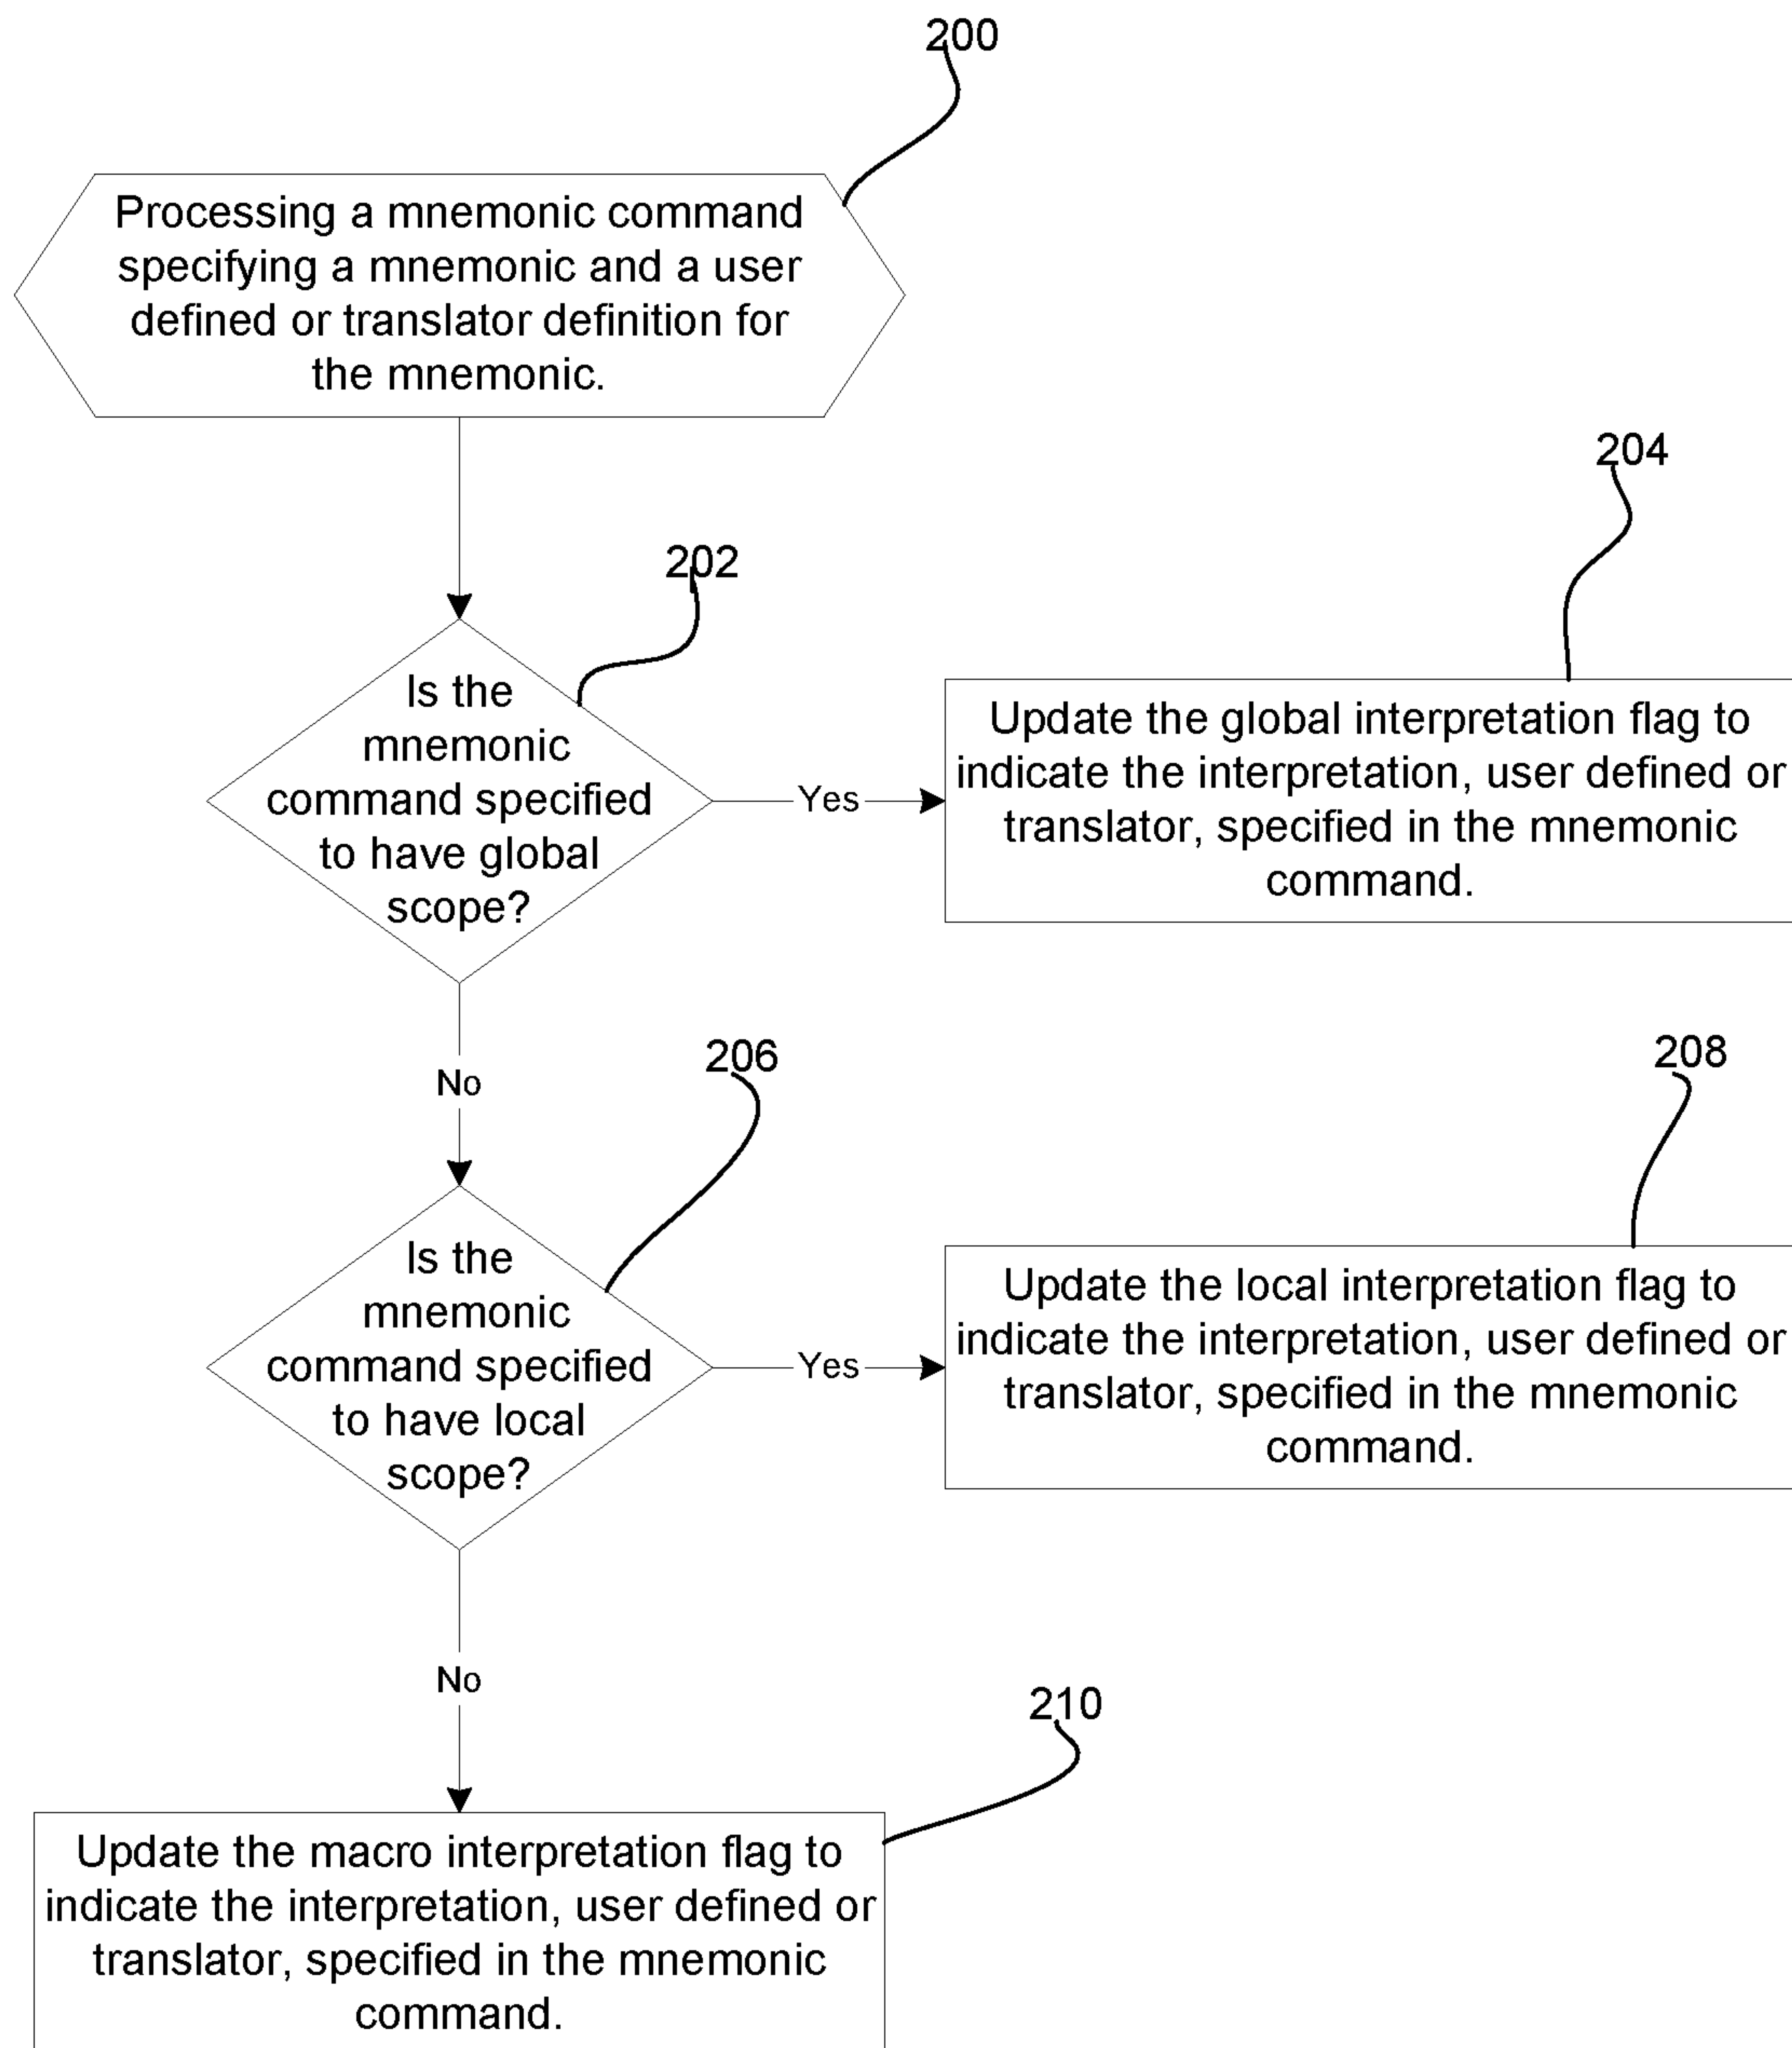 200
Processing a mnemonic command
specifying a mnemonic and a user
defined or translator definition for
the mnemonic.
202
Is the
mnemonic
command specified
to have global
scope?
Yes
204
Update the global interpretation flag to
indicate the interpretation, user defined or
translator, specified in the mnemonic
command.
No
206
Is the
mnemonic
command specified
to have local
scope?
Yes
208
Update the local interpretation flag to
indicate the interpretation, user defined or
translator, specified in the mnemonic
command.
No
210
Update the macro interpretation flag to
indicate the interpretation, user defined or
translator, specified in the mnemonic
command.